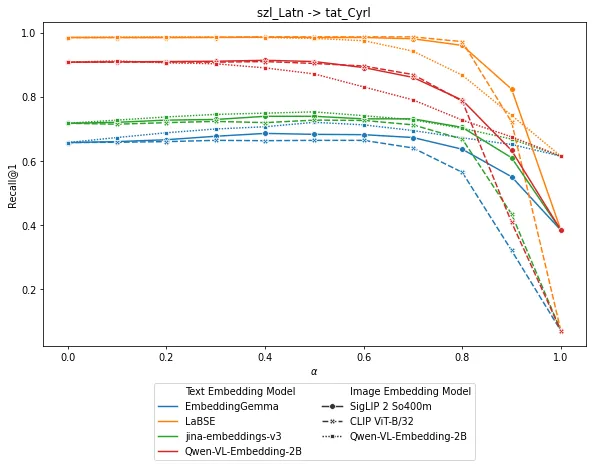 szl_Latn -> tat_Cyrl
Recall@1
1.0
0.8
0.6
0.4
0.2
0.0 0.2 0.4 0.6 0.8 1.0
α
Text Embedding Model
EmbeddingGemma
LaBSE
jina-embeddings-v3
Qwen-VL-Embedding-2B
Image Embedding Model
SigLIP 2 So400m
CLIP ViT-B/32
Qwen-VL-Embedding-2B